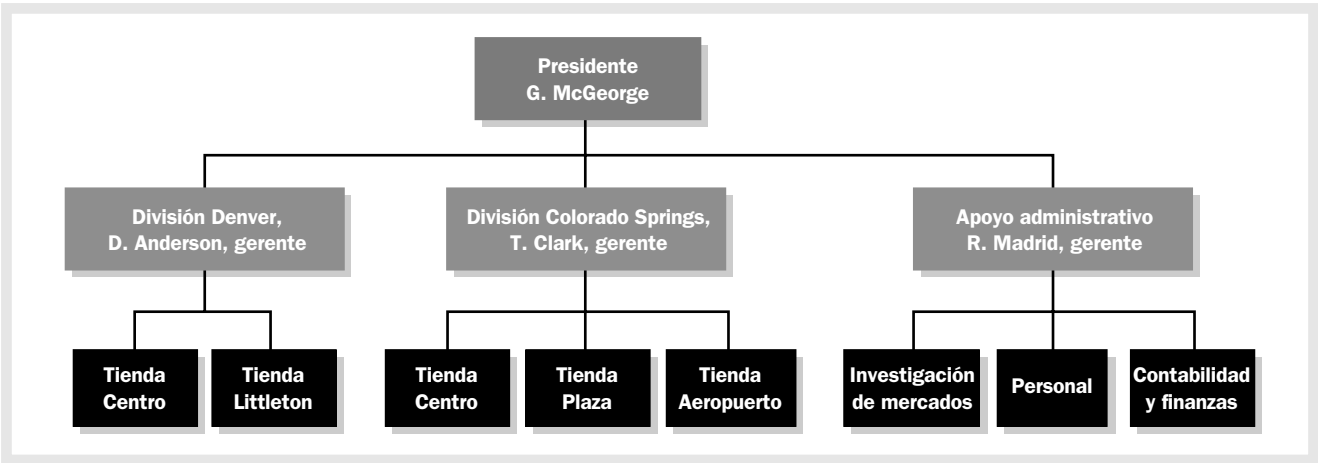 Presidente
G. McGeorge
División Denver,
D. Anderson, gerente
División Colorado Springs,
T. Clark, gerente
Apoyo administrativo
R. Madrid, gerente
Tienda
Centro
Tienda
Littleton
Tienda
Centro
Tienda
Plaza
Tienda
Aeropuerto
Investigación
de mercados
Personal
Contabilidad
y finanzas